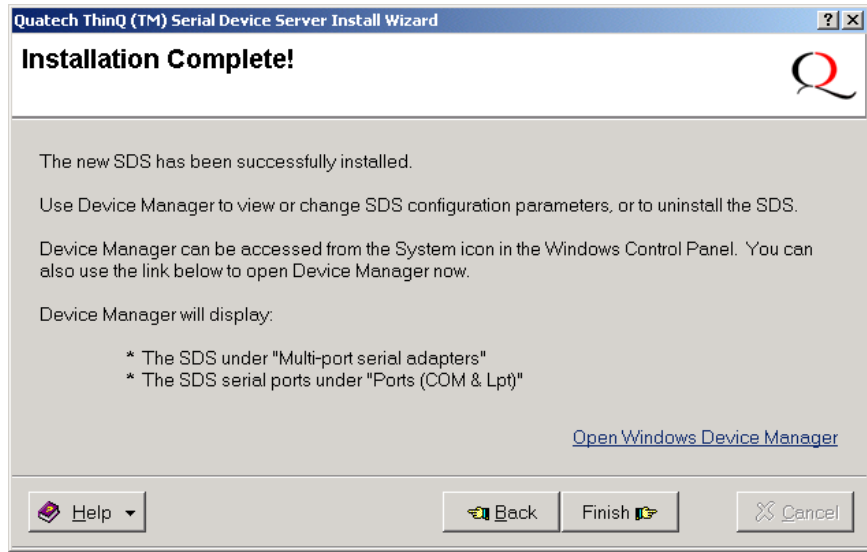 Quatech ThinQ (TM) Serial Device Server Install Wizard
Installation Complete!
The new SDS has been successfully installed.
Use Device Manager to view or change SDS configuration parameters, or to uninstall the SDS.
Device Manager can be accessed from the System icon in the Windows Control Panel. You can
also use the link below to open Device Manager now.
Device Manager will display:
* The SDS under "Multi-port serial adapters"
* The SDS serial ports under "Ports (COM & Lpt)"
Open Windows Device Manager
Help
Back
Finish
Cancel